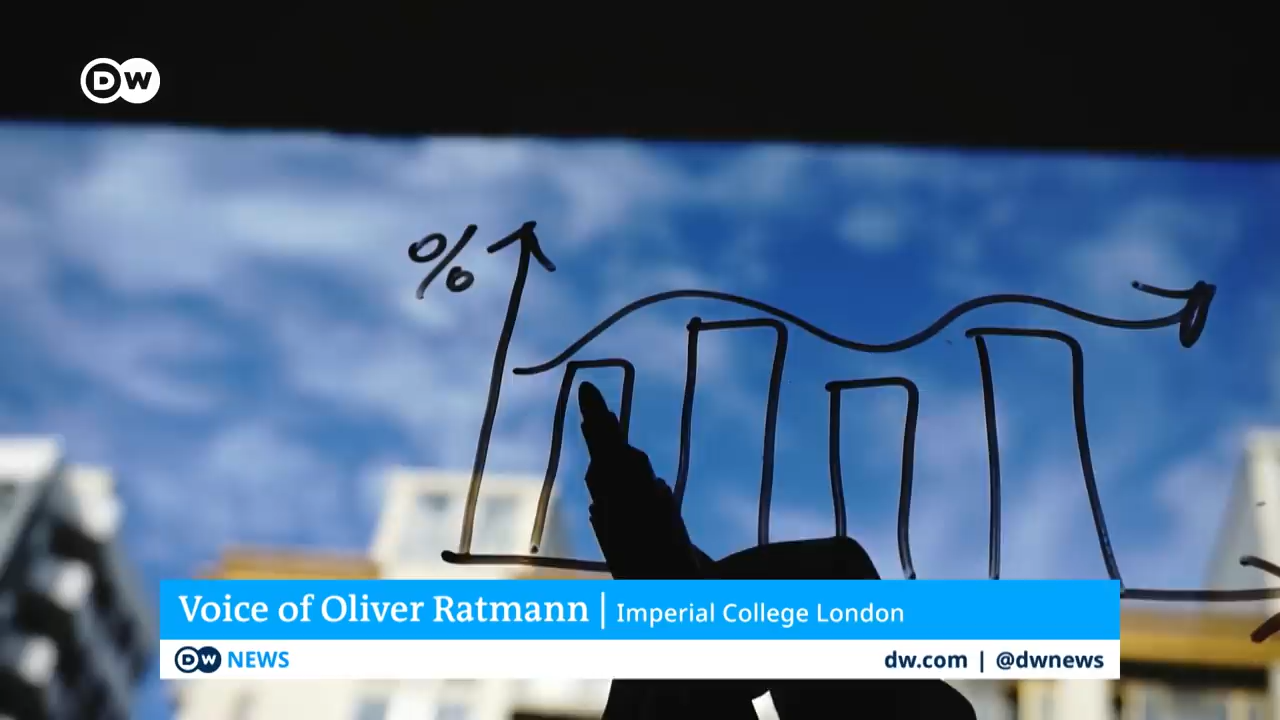 DW
%
Voice of Oliver Ratmann | Imperial College London
DW NEWS
dw.com | @dwnews